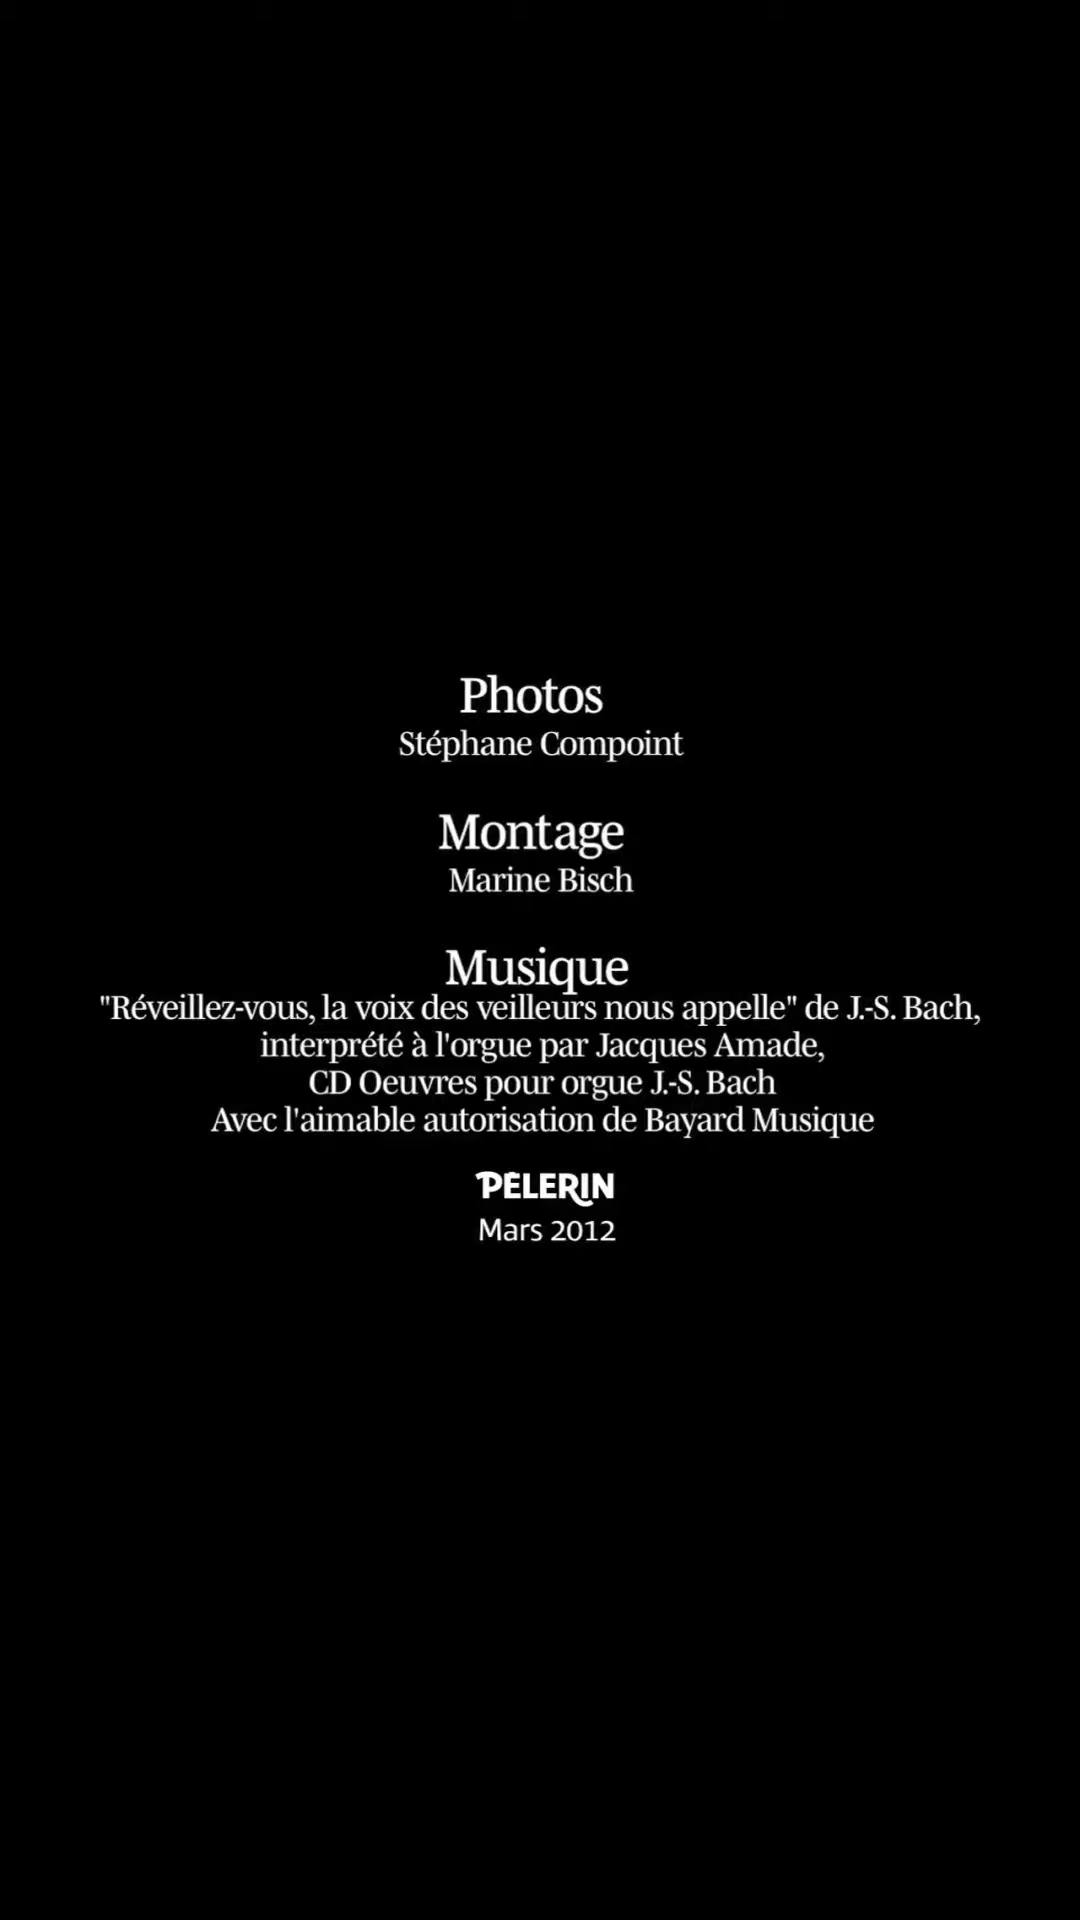 Photos
Stéphane Compoint
Montage
Marine Bisch
Musique
"Réveillez-vous, la voix des veilleurs nous appelle" de J.-S. Bach,
interprété à l'orgue par Jacques Amade,
CD Oeuvres pour orgue J.-S. Bach
Avec l'aimable autorisation de Bayard Musique
PÈLERIN
Mars 2012